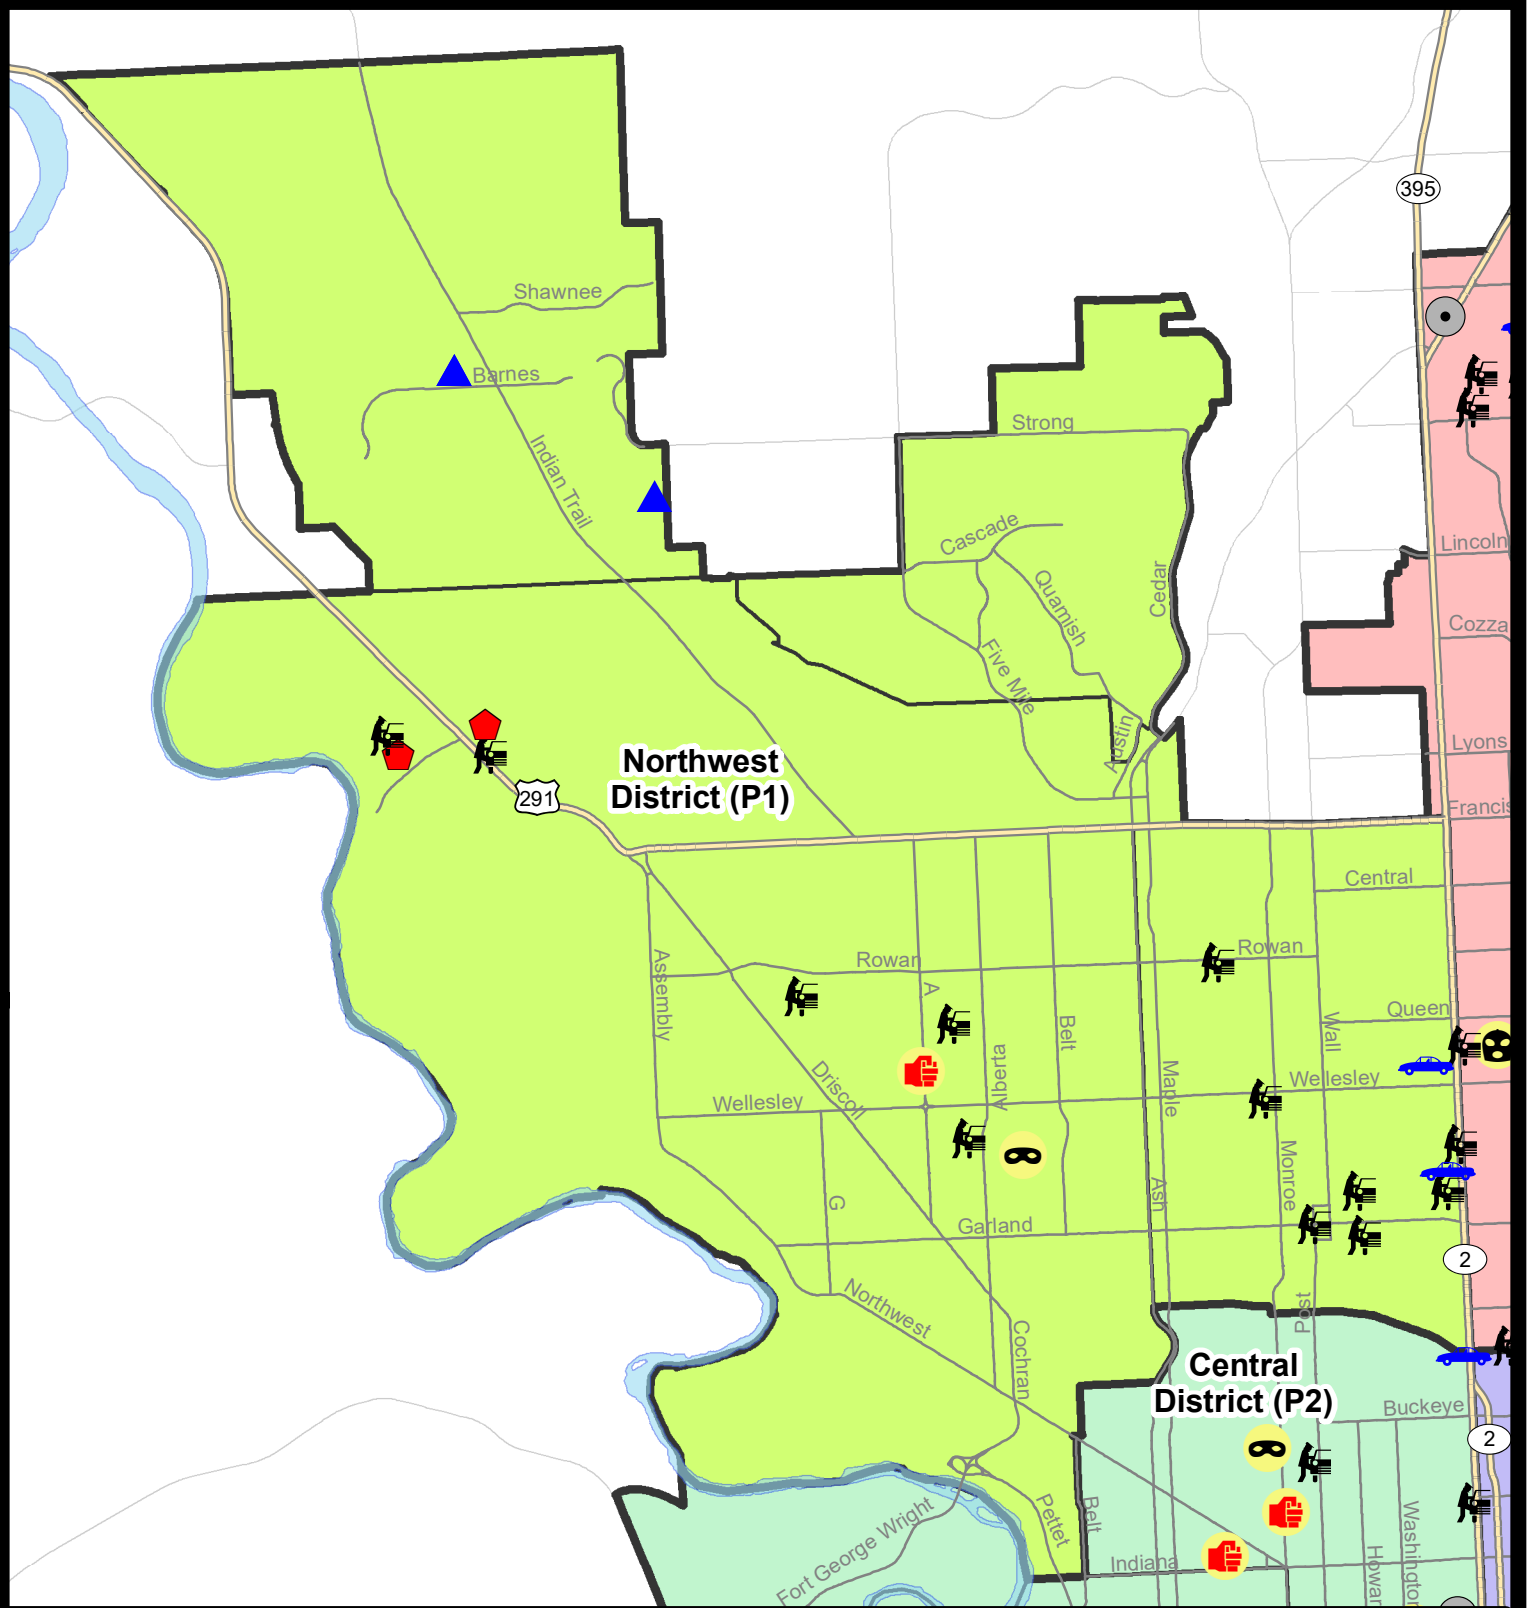 395
Shawnee
Barnes
Indian Trail
Strong
Cascade
Quamish
Cedar
Lincoln
Five Mile
Cozza
Austin
Lyons
Northwest
District (P1)
291
Francis
Central
Rowan
Rowan
Assembly
A
Queen
Belt
Wall
Alberta
Driscoll
Maple
Wellesley
Wellesley
Monroe
G
Ash
Garland
2
Northwest
Post
Cochran
Central
District (P2)
Buckeye
2
Fort George Wright
Pettet
Belt
Washington
Indiana
Howar